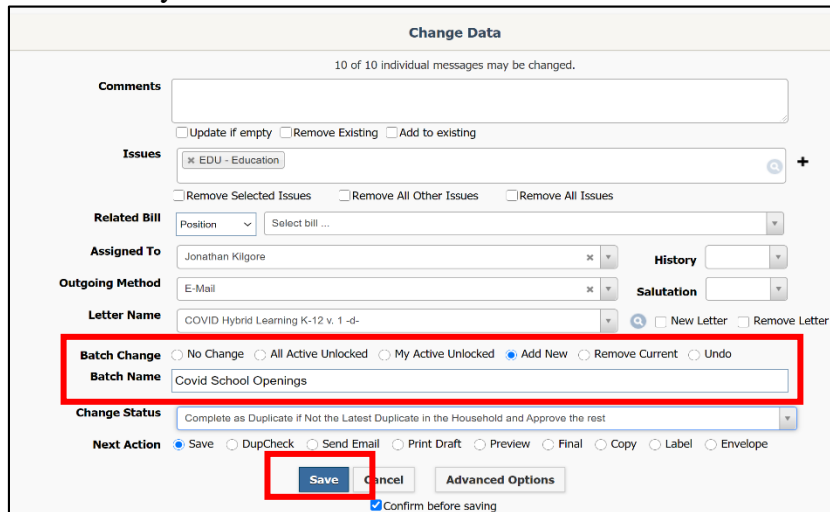 Change Data
10 of 10 individual messages may be changed.
Comments
Update if empty Remove Existing Add to existing
Issues × EDU - Education +
Remove Selected Issues Remove All Other Issues Remove All Issues
Related Bill Position Select bill ...
Assigned To Jonathan Kilgore × History
Outgoing Method E-Mail × Salutation
Letter Name COVID Hybrid Learning K-12 v. 1 -d- New Letter Remove Letter
Batch Change No Change All Active Unlocked My Active Unlocked Add New Remove Current Undo
Batch Name Covid School Openings
Change Status Complete as Duplicate if Not the Latest Duplicate in the Household and Approve the rest
Next Action Save DupCheck Send Email Print Draft Preview Final Copy Label Envelope
Save Cancel Advanced Options
Confirm before saving